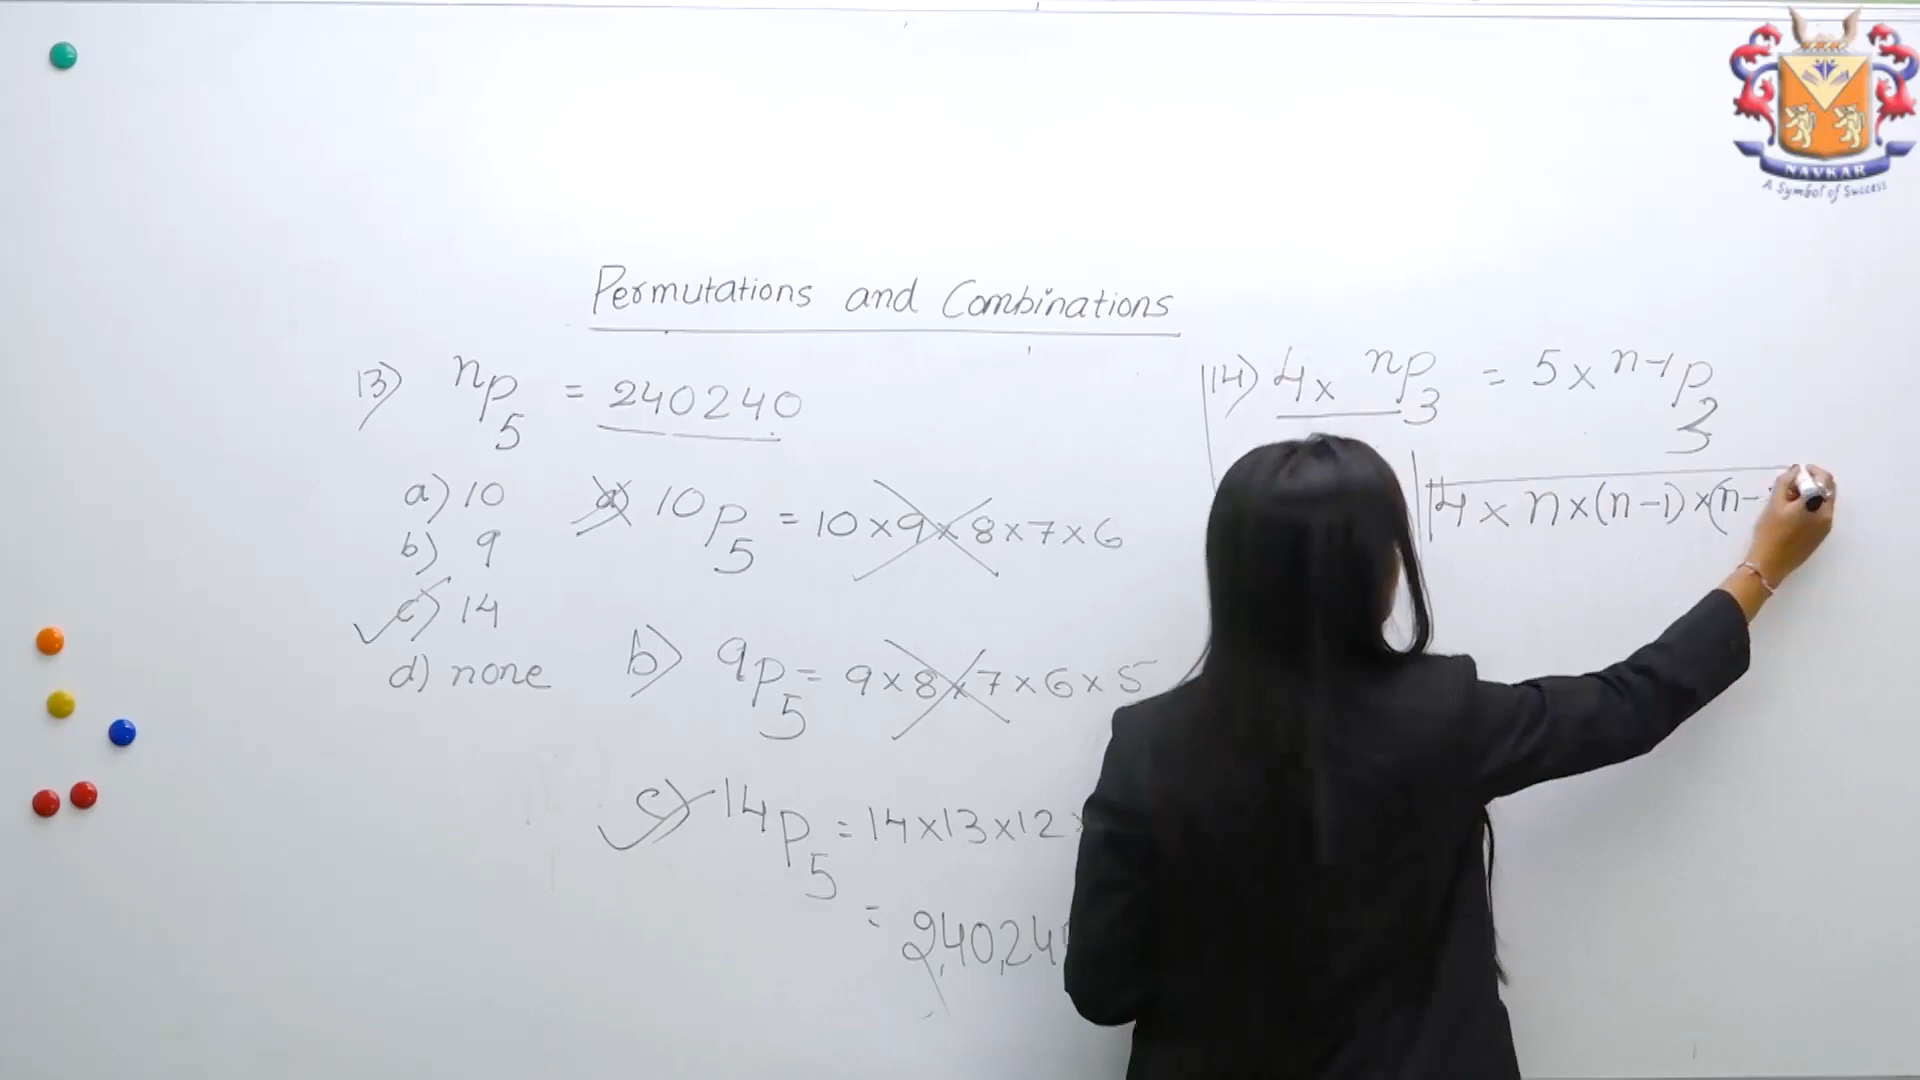 NAVKAR
A Symbol of Success
Permutations and Combinations
13) nP5 = 240240
a) 10
b) 9
c) 14
d) none
a) 10P5 = 10×9×8×7×6
b) 9P5 = 9×8×7×6×5
c) 14P5 = 14×13×12×
= 2,40,24
14) 4× nP3 = 5× n-1P3
4 × n×(n-1)×(n-